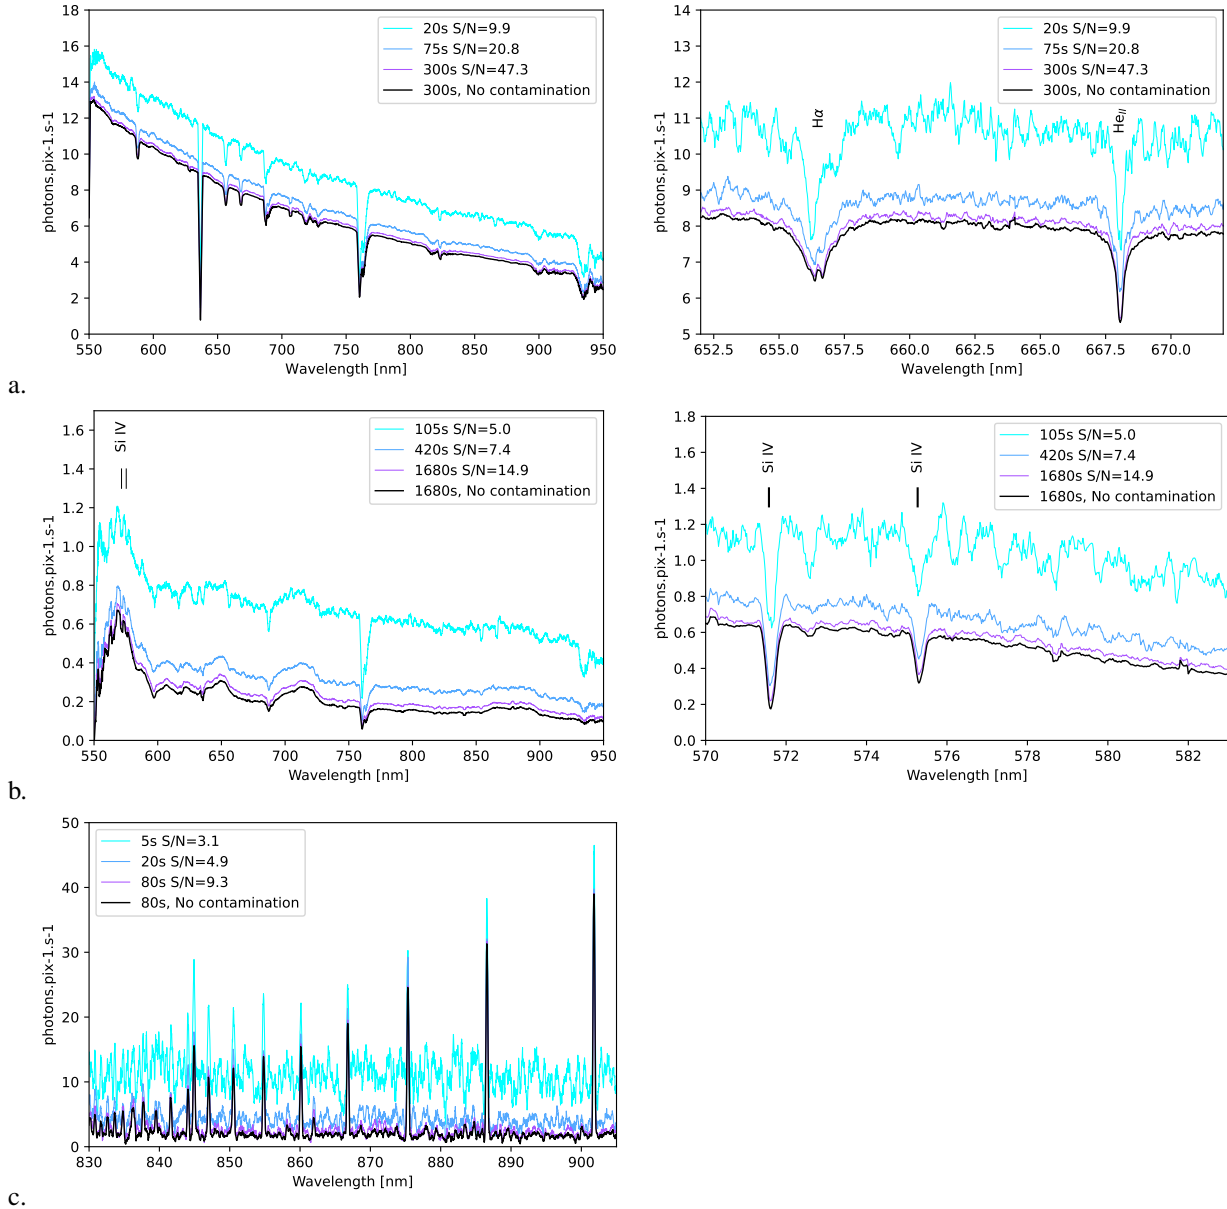 18
16
14
12
10
8
6
4
2
0
photons.pix-1.s-1
20s S/N=9.9
75s S/N=20.8
300s S/N=47.3
300s, No contamination
550 600 650 700 750 800 850 900 950
Wavelength [nm]
14
13
12
11
10
9
8
7
6
5
photons.pix-1.s-1
20s S/N=9.9
75s S/N=20.8
300s S/N=47.3
300s, No contamination
Hα
HeII
652.5 655.0 657.5 660.0 662.5 665.0 667.5 670.0
Wavelength [nm]
a.
1.6
1.4
1.2
1.0
0.8
0.6
0.4
0.2
0.0
photons.pix-1.s-1
Si IV
105s S/N=5.0
420s S/N=7.4
1680s S/N=14.9
1680s, No contamination
550 600 650 700 750 800 850 900 950
Wavelength [nm]
1.8
1.6
1.4
1.2
1.0
0.8
0.6
0.4
0.2
0.0
photons.pix-1.s-1
Si IV
Si IV
105s S/N=5.0
420s S/N=7.4
1680s S/N=14.9
1680s, No contamination
570 572 574 576 578 580 582
Wavelength [nm]
b.
50
40
30
20
10
0
photons.pix-1.s-1
5s S/N=3.1
20s S/N=4.9
80s S/N=9.3
80s, No contamination
830 840 850 860 870 880 890 900
Wavelength [nm]
c.